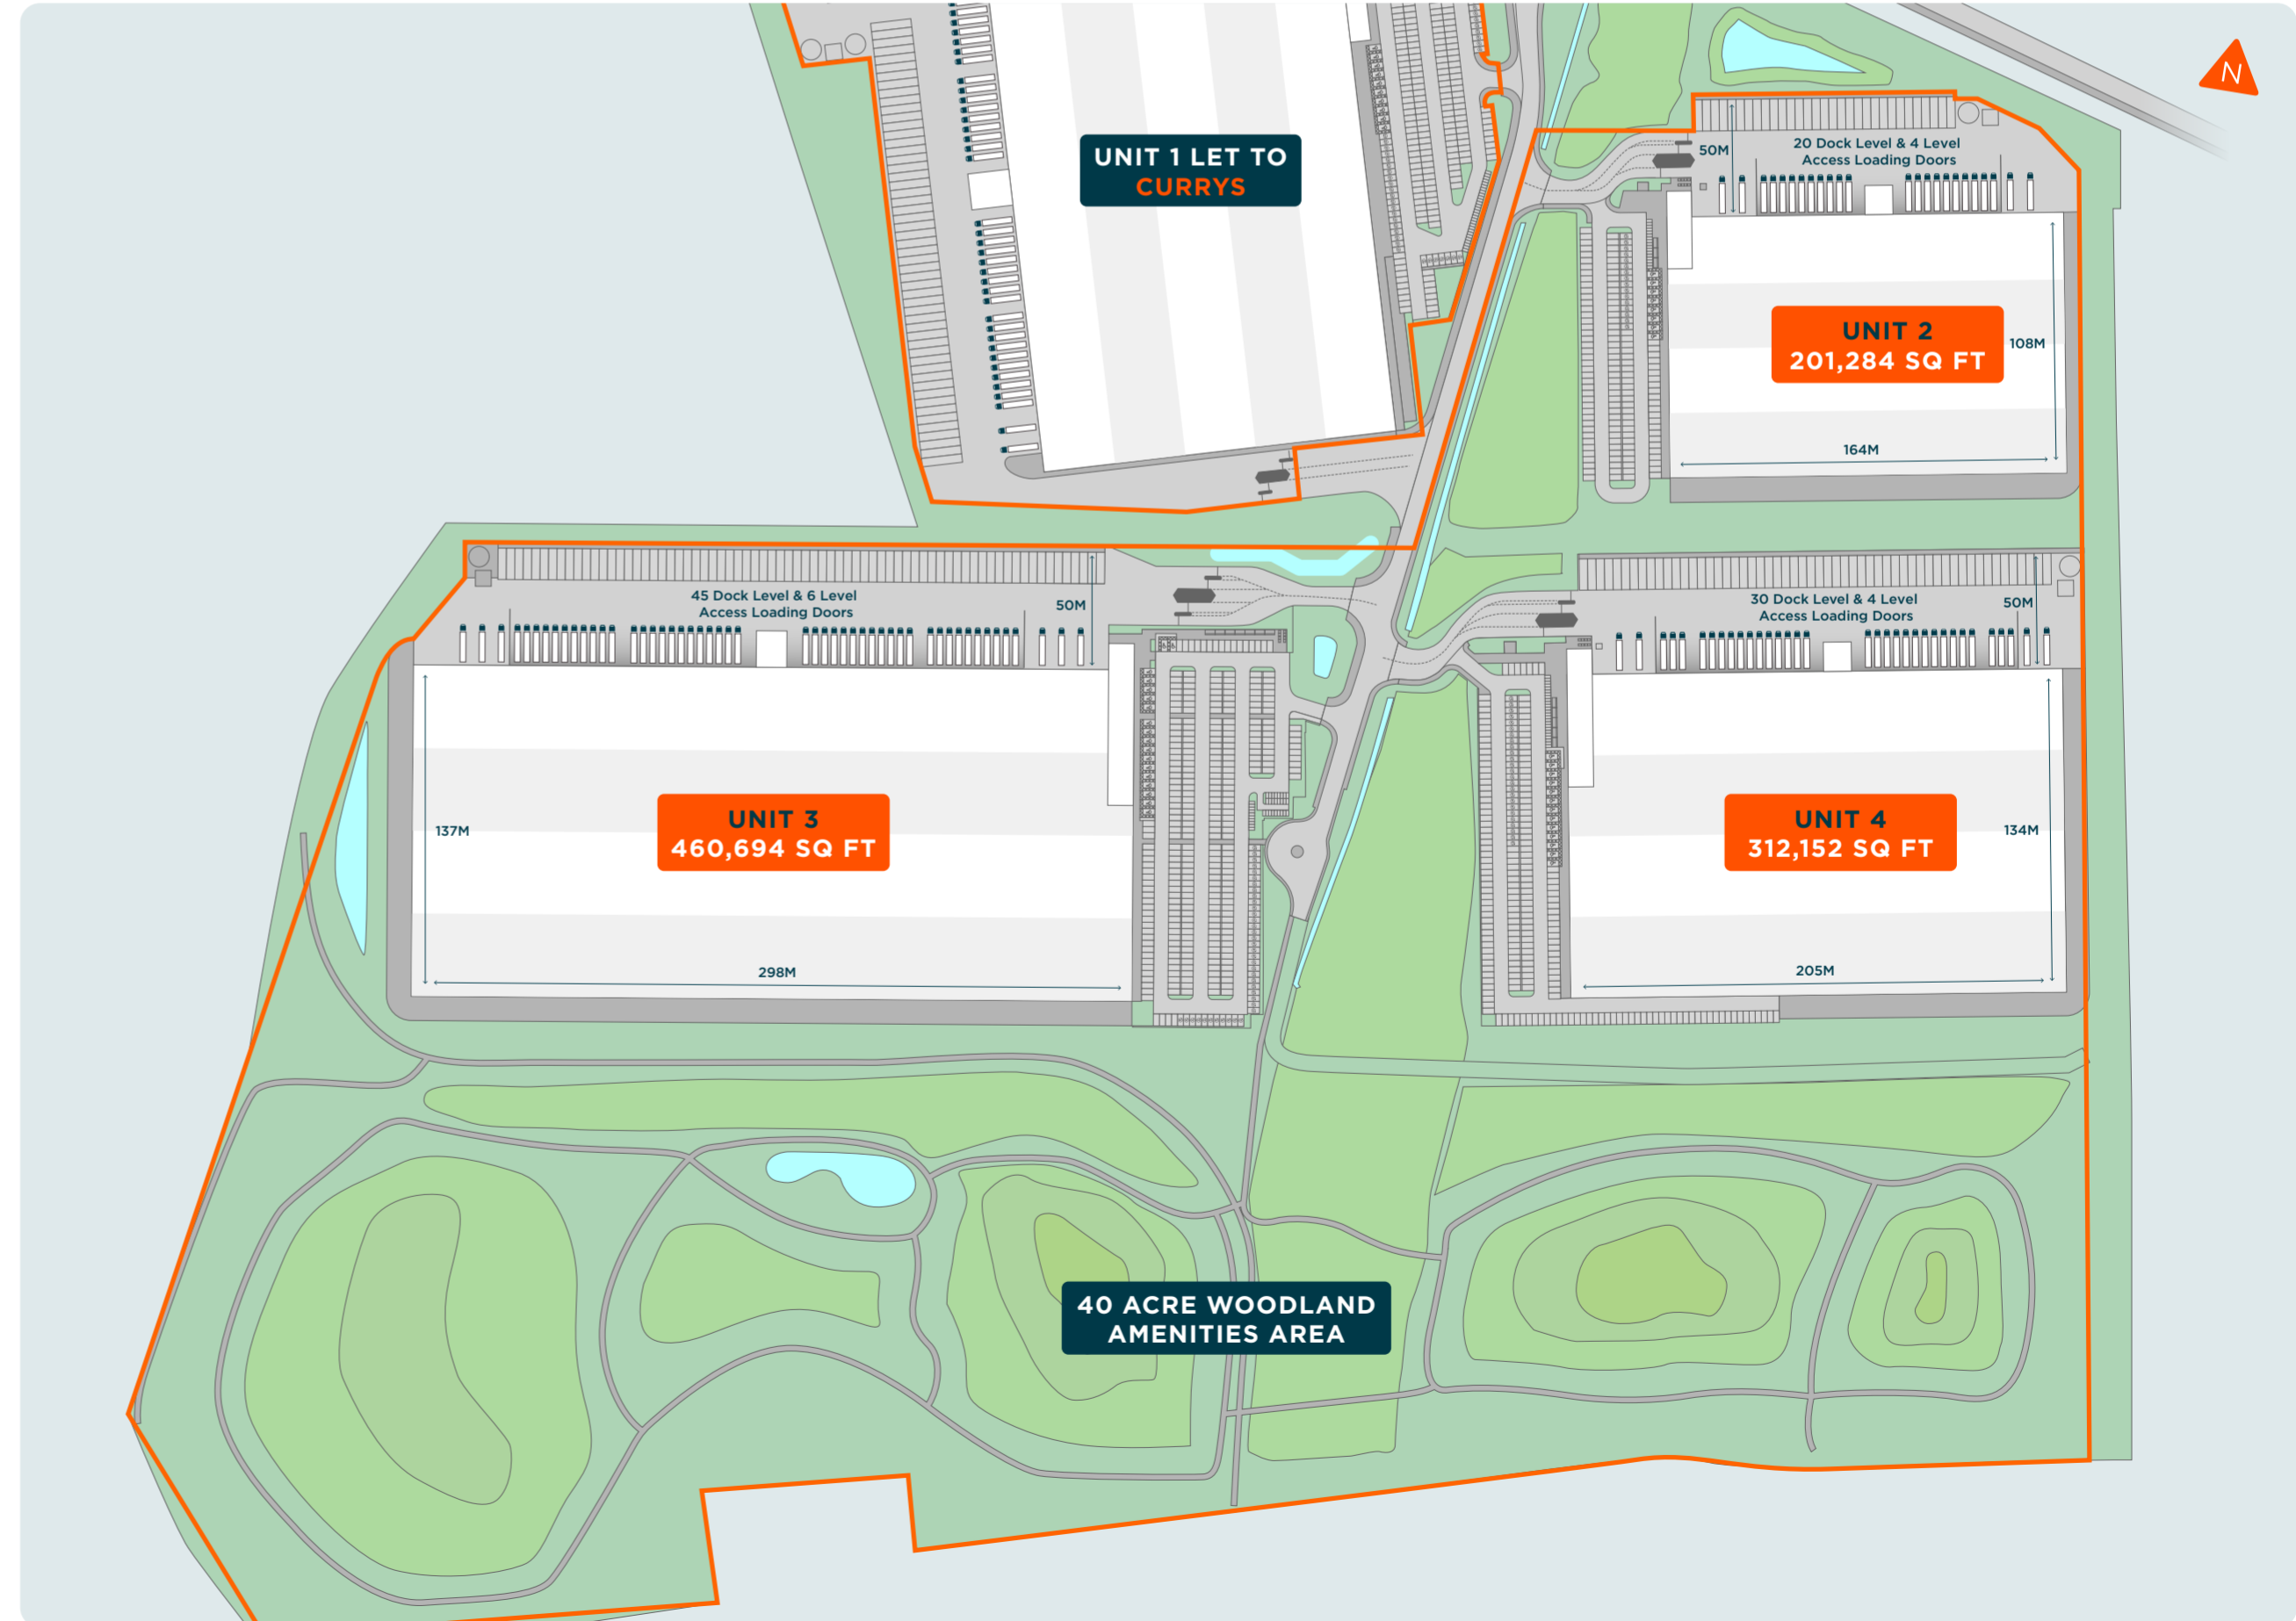 N
UNIT 1 LET TO
CURRYS
50M
20 Dock Level & 4 Level
Access Loading Doors
UNIT 2
201,284 SQ FT
108M
164M
45 Dock Level & 6 Level
Access Loading Doors
50M
30 Dock Level & 4 Level
Access Loading Doors
50M
UNIT 3
460,694 SQ FT
137M
298M
UNIT 4
312,152 SQ FT
134M
205M
40 ACRE WOODLAND
AMENITIES AREA